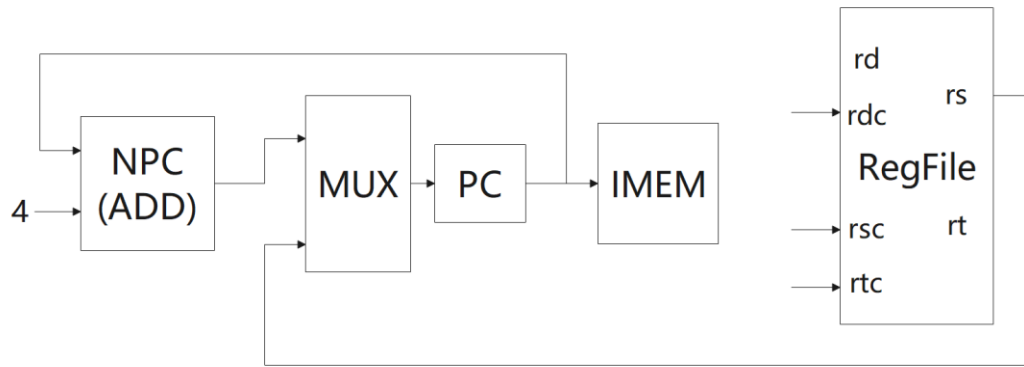 4
NPC
(ADD)
MUX
PC
IMEM
rd
rdc
rs
RegFile
rsc
rt
rtc